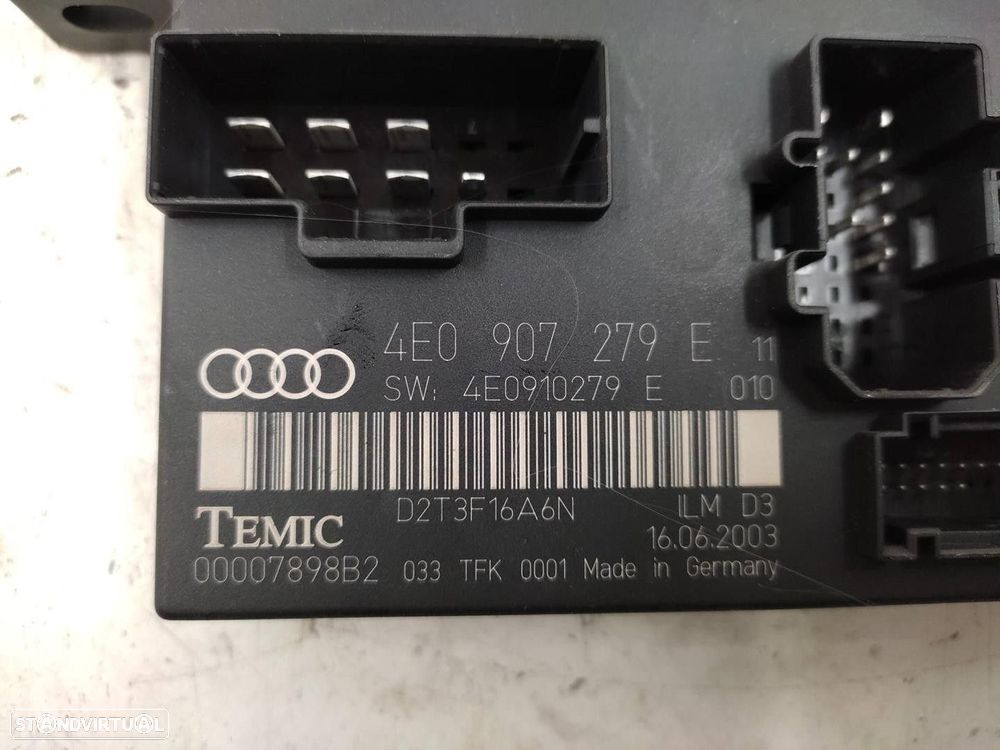 4E0 907 279 E 11
SW: 4E0910279 E 010
D2T3F16A6N ILM D3
TEMIC 16.06.2003
00007898B2 033 TFK 0001 Made in Germany
STANDVIRTUAL